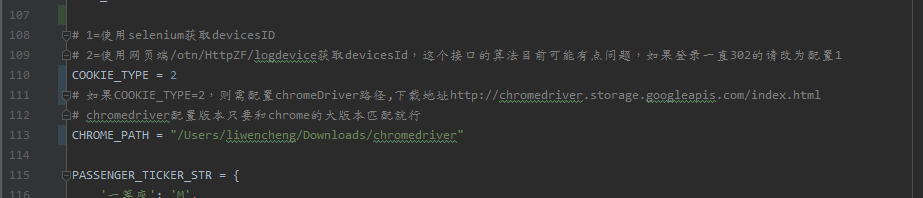 107
108 # 1=使用selenium获取devicesID
109 # 2=使用网页端/otn/HttpZF/logdevice获取devicesId，这个接口的算法目前可能有点问题，如果登录一直302的请改为配置1
110 COOKIE_TYPE = 2
111 # 如果COOKIE_TYPE=2，则需配置chromeDriver路径,下载地址http://chromedriver.storage.googleapis.com/index.html
112 # chromedriver配置版本只要和chrome的大版本匹配就行
113 CHROME_PATH = "/Users/liwencheng/Downloads/chromedriver"
114
115 PASSENGER_TICKER_STR = {
116 '一等座': 'M',